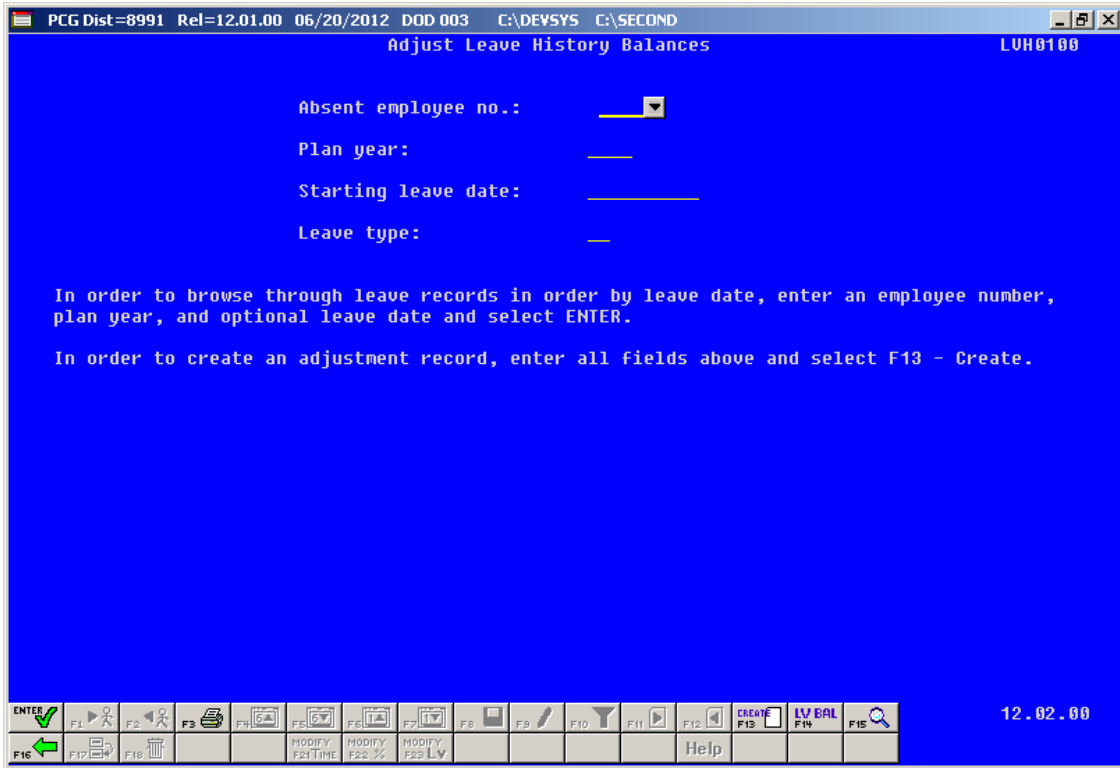 PCG Dist=8991 Rel=12.01.00 06/20/2012 DOD 003 C:\DEVSYS C:\SECOND
Adjust Leave History Balances LVH0100
Absent employee no.:
Plan year:
Starting leave date:
Leave type:
In order to browse through leave records in order by leave date, enter an employee number,
plan year, and optional leave date and select ENTER.
In order to create an adjustment record, enter all fields above and select F13 - Create.
ENTER F1 F2 F3 F4 5▲ F5 5▼ F6 1▲ F7 1▼ F8 F9 F10 F11 F12 CREATE F13 LV BAL F14 F15 12.02.00
F16 F17 F18 MODIFY F21 TIME MODIFY F22 % MODIFY F23 LV Help